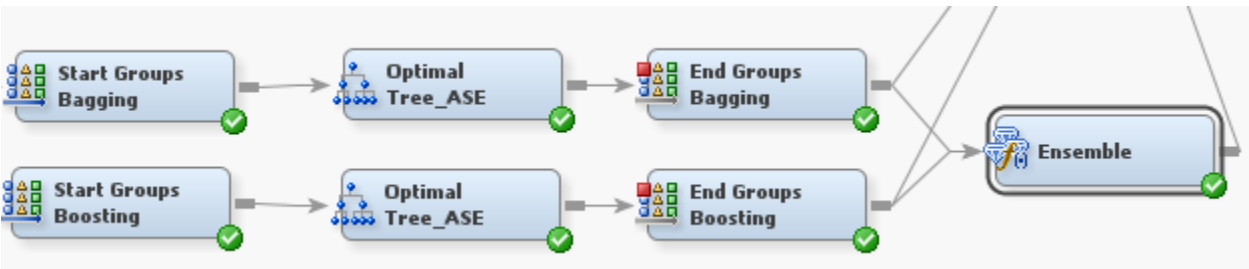 Start Groups
Bagging
Optimal
Tree_ASE
End Groups
Bagging
Ensemble
Start Groups
Boosting
Optimal
Tree_ASE
End Groups
Boosting